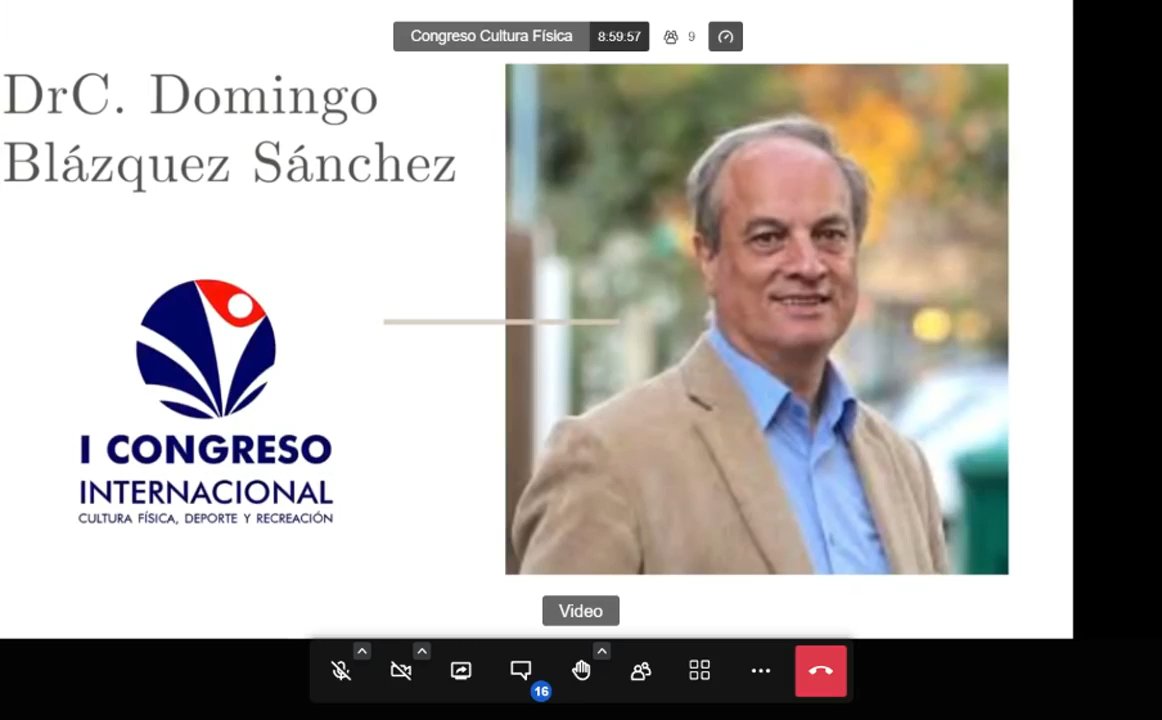 Congreso Cultura Física 8:59:57 9
DrC. Domingo
Blázquez Sánchez
I CONGRESO
INTERNACIONAL
CULTURA FÍSICA, DEPORTE Y RECREACIÓN
Video
16